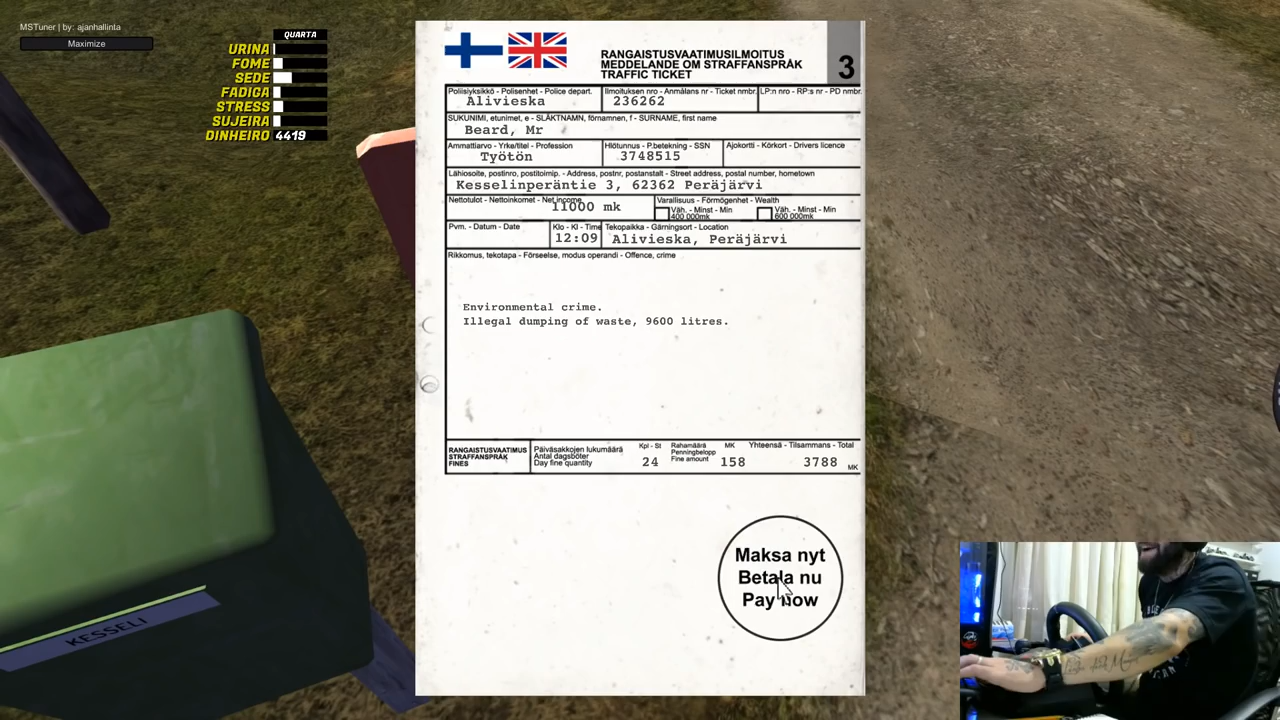 MSTuner | by: ajanhallinta
Maximize
QUARTA
URINA
FOME
SEDE
FADIGA
STRESS
SUJEIRA
DINHEIRO 4419
RANGAISTUSVAATIMUSILMOITUS
MEDDELANDE OM STRAFFANSPRÅK
TRAFFIC TICKET
3
Poliisiyksikkö - Polisenhet - Police depart.
Alivieska
Ilmoituksen nro - Anmälans nr - Ticket nmbr.
236262
LP:n nro - RP:s nr - PD nmbr.
SUKUNIMI, etunimet, e - SLÄKTNAMN, förnamnen, f - SURNAME, first name
Beard, Mr
Ammattiarvo - Yrke/titel - Profession
Työtön
Hlötunnus - P.betekning - SSN
3748515
Ajokortti - Körkort - Drivers licence
Lähiosoite, postinro, postitoimip. - Address, postnr, postanstalt - Street address, postal number, hometown
Kesselinperäntie 3, 62362 Peräjärvi
Nettotulot - Nettoinkomet - Net income
11000 mk
Varallisuus - Förmögenhet - Wealth
Väh. - Minst - Min
400 000mk
Väh. - Minst - Min
600 000mk
Pvm. - Datum - Date
Klo - Kl - Time
12:09
Tekopaikka - Gärningsort - Location
Alivieska, Peräjärvi
Rikkomus, tekotapa - Förseelse, modus operandi - Offence, crime
Environmental crime.
Illegal dumping of waste, 9600 litres.
RANGAISTUSVAATIMUS
STRAFFANSPRÅK
FINES
Päiväsakkojen lukumäärä
Antal dagsböter
Day fine quantity
Kpl - St
24
Rahamäärä
Penningbelopp
Fine amount
MK
158
Yhteensä - Tilsammans - Total
3788
MK
Maksa nyt
Betala nu
Pay now
KESSELI